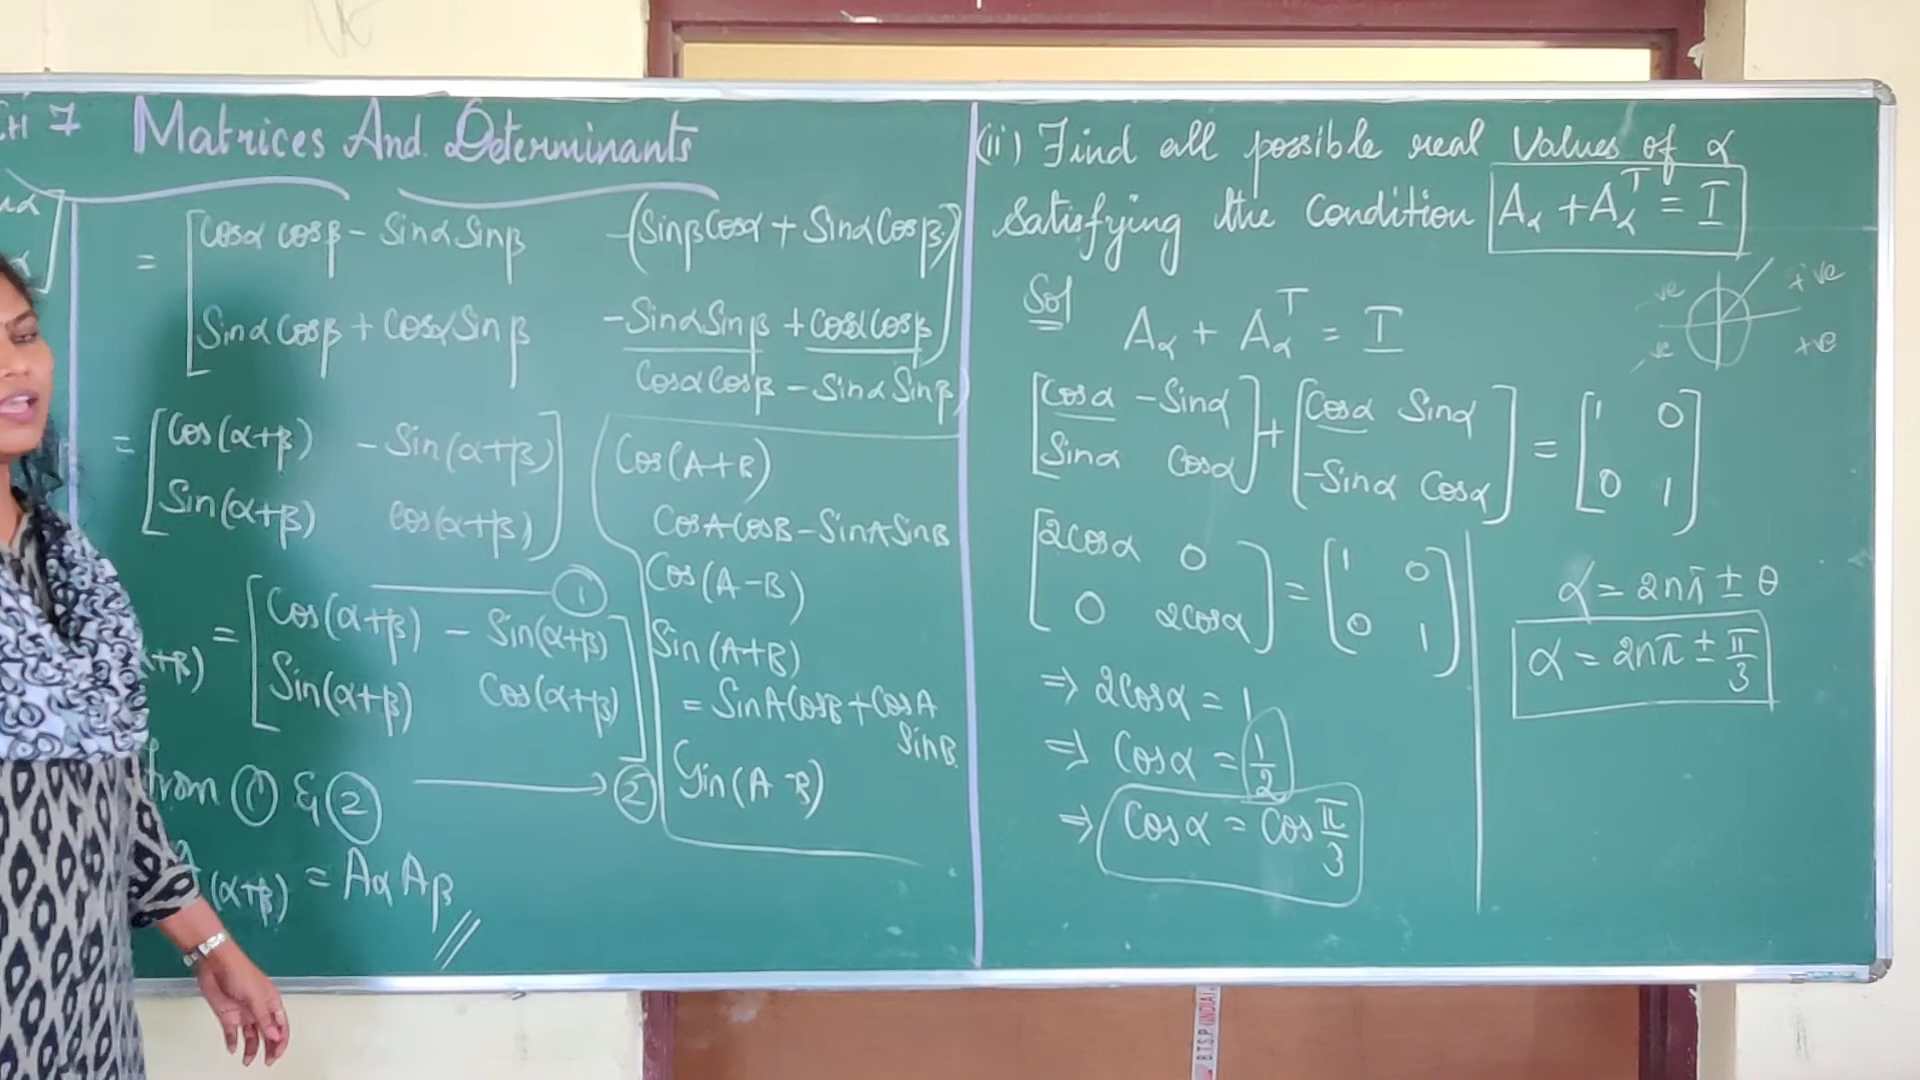 CH 7 Matrices And Determinants
= [cosα cosβ - Sinα Sinβ -(Sinβ Cosα + Sinα Cosβ)
Sinα Cosβ + Cosα Sinβ -Sinα Sinβ + Cosα Cosβ]
Cosα Cosβ - Sinα Sinβ)
= [Cos(α+β) -Sin(α+β)
Sin(α+β) Cos(α+β)]
①
= [Cos(α+β) - Sin(α+β)
Sin(α+β) Cos(α+β)]
②
from ① & ②
(α+β) = Aα Aβ //
Cos(A+B)
CosA CosB - SinA SinB
Cos(A-B)
Sin(A+B)
= SinA CosB + CosA
SinB
Sin(A-B)
(ii) Find all possible real Values of α
satisfying the Condition Aα + Aα^T = I
-ve +ve
-ve +ve
Sol
Aα + Aα^T = I
[Cosα -Sinα
Sinα Cosα] + [Cosα Sinα
-Sinα Cosα] = [1 0
0 1]
[2Cosα 0
0 2Cosα] = [1 0
0 1]
⇒ 2Cosα = 1
⇒ Cosα = 1/2
⇒ Cosα = Cos π/3
α = 2nπ ± θ
α = 2nπ ± π/3
B.T.S.P (INDIA)